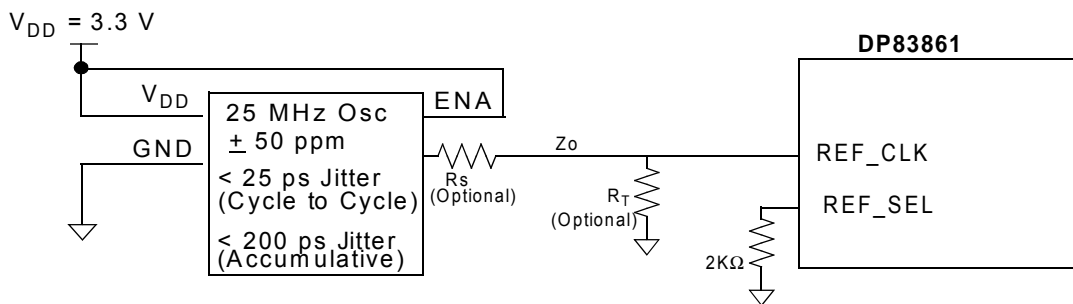 V_DD = 3.3 V
DP83861
V_DD
ENA
25 MHz Osc
± 50 ppm
GND
Zo
REF_CLK
Rs
(Optional)
< 25 ps Jitter
(Cycle to Cycle)
R_T
(Optional)
REF_SEL
< 200 ps Jitter
(Accumulative)
2KΩ